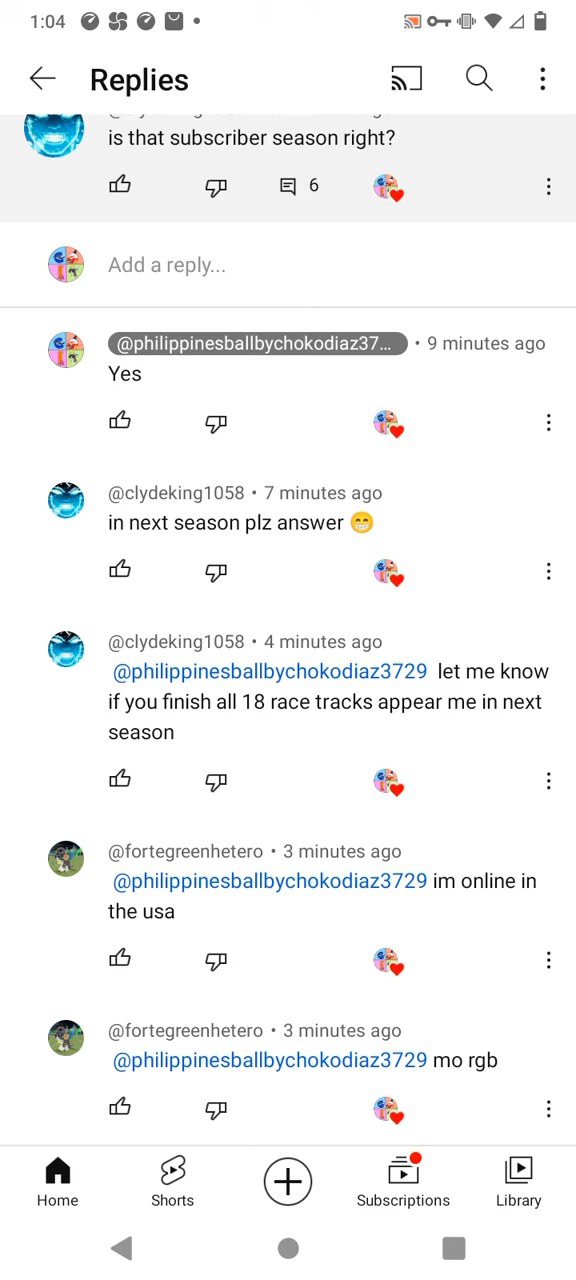 1:04
Replies
is that subscriber season right?
6
Add a reply...
@philippinesballbychokodiaz37... • 9 minutes ago
Yes
@clydeking1058 • 7 minutes ago
in next season plz answer 😁
@clydeking1058 • 4 minutes ago
@philippinesballbychokodiaz3729 let me know
if you finish all 18 race tracks appear me in next
season
@fortegreenhetero • 3 minutes ago
@philippinesballbychokodiaz3729 im online in
the usa
@fortegreenhetero • 3 minutes ago
@philippinesballbychokodiaz3729 mo rgb
Home Shorts Subscriptions Library